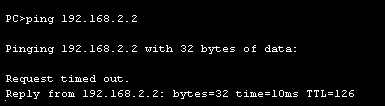 PC>ping 192.168.2.2
Pinging 192.168.2.2 with 32 bytes of data:
Request timed out.
Reply from 192.168.2.2: bytes=32 time=10ms TTL=126